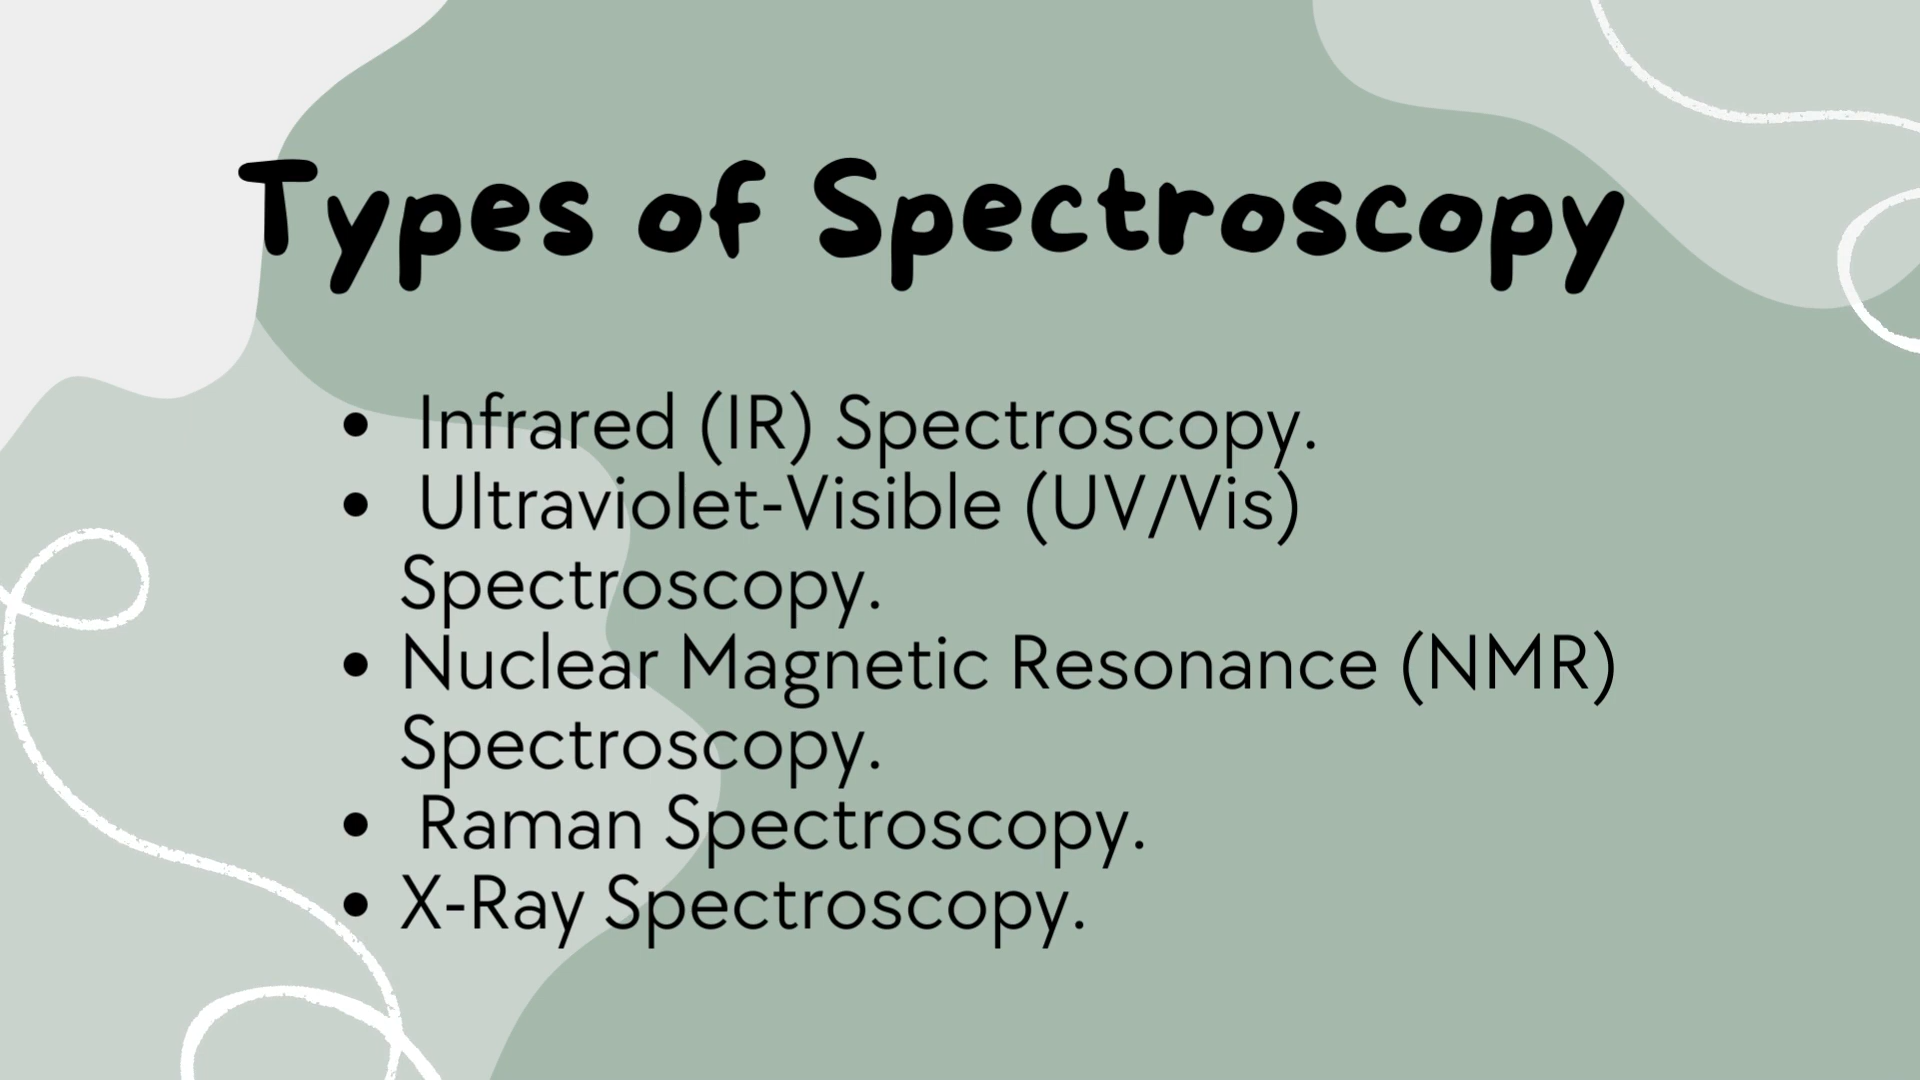 Types of Spectroscopy
• Infrared (IR) Spectroscopy.
• Ultraviolet-Visible (UV/Vis)
Spectroscopy.
• Nuclear Magnetic Resonance (NMR)
Spectroscopy.
• Raman Spectroscopy.
• X-Ray Spectroscopy.